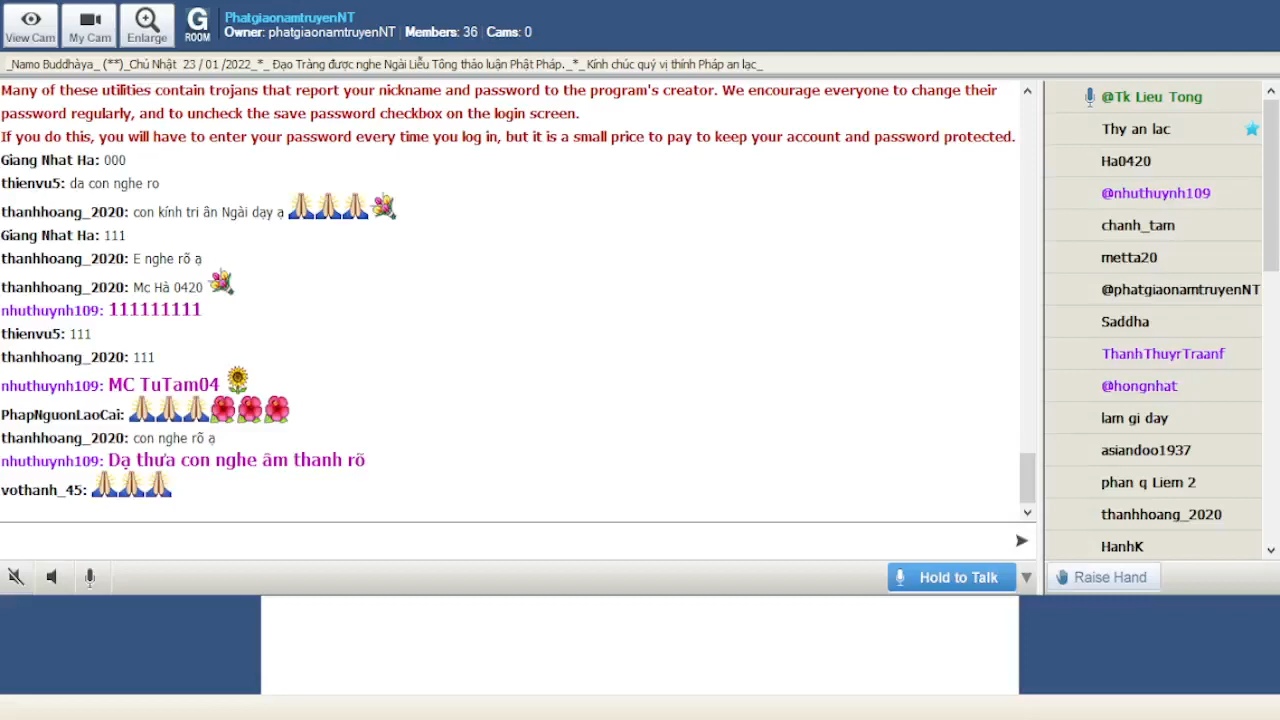 View Cam
My Cam
Enlarge
G
ROOM
PhatgiaonamtruyenNT
Owner: phatgiaonamtruyenNT Members: 36 Cams: 0
_Namo Buddhàya_ (**)_Chủ Nhật 23 / 01 /2022_*_ Đạo Tràng được nghe Ngài Liễu Tông thảo luận Phật Pháp._*_ Kính chúc quý vị thính Pháp an lạc_
Many of these utilities contain trojans that report your nickname and password to the program's creator. We encourage everyone to change their
password regularly, and to uncheck the save password checkbox on the login screen.
If you do this, you will have to enter your password every time you log in, but it is a small price to pay to keep your account and password protected.
Giang Nhat Ha: 000
thienvu5: da con nghe ro
thanhhoang_2020: con kính tri ân Ngài dạy ạ
Giang Nhat Ha: 111
thanhhoang_2020: E nghe rõ ạ
thanhhoang_2020: Mc Hà 0420
nhuthuynh109: 111111111
thienvu5: 111
thanhhoang_2020: 111
nhuthuynh109: MC TuTam04
PhapNguonLaoCai:
thanhhoang_2020: con nghe rõ ạ
nhuthuynh109: Dạ thưa con nghe âm thanh rõ
vothanh_45:
Hold to Talk
@Tk Lieu Tong
Thy an lac
Ha0420
@nhuthuynh109
chanh_tam
metta20
@phatgiaonamtruyenNT
Saddha
ThanhThuyrTraanf
@hongnhat
lam gi day
asiandoo1937
phan q Liem 2
thanhhoang_2020
HanhK
Raise Hand